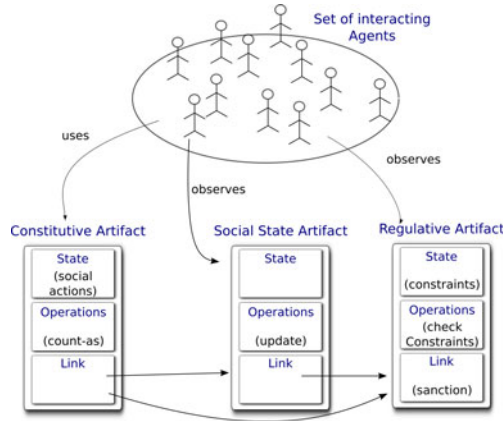 Set of interacting
Agents
uses
observes
observes
Constitutive Artifact
State
(social
actions)
Operations
(count-as)
Link
Social State Artifact
State
Operations
(update)
Link
Regulative Artifact
State
(constraints)
Operations
(check
Constraints)
Link
(sanction)